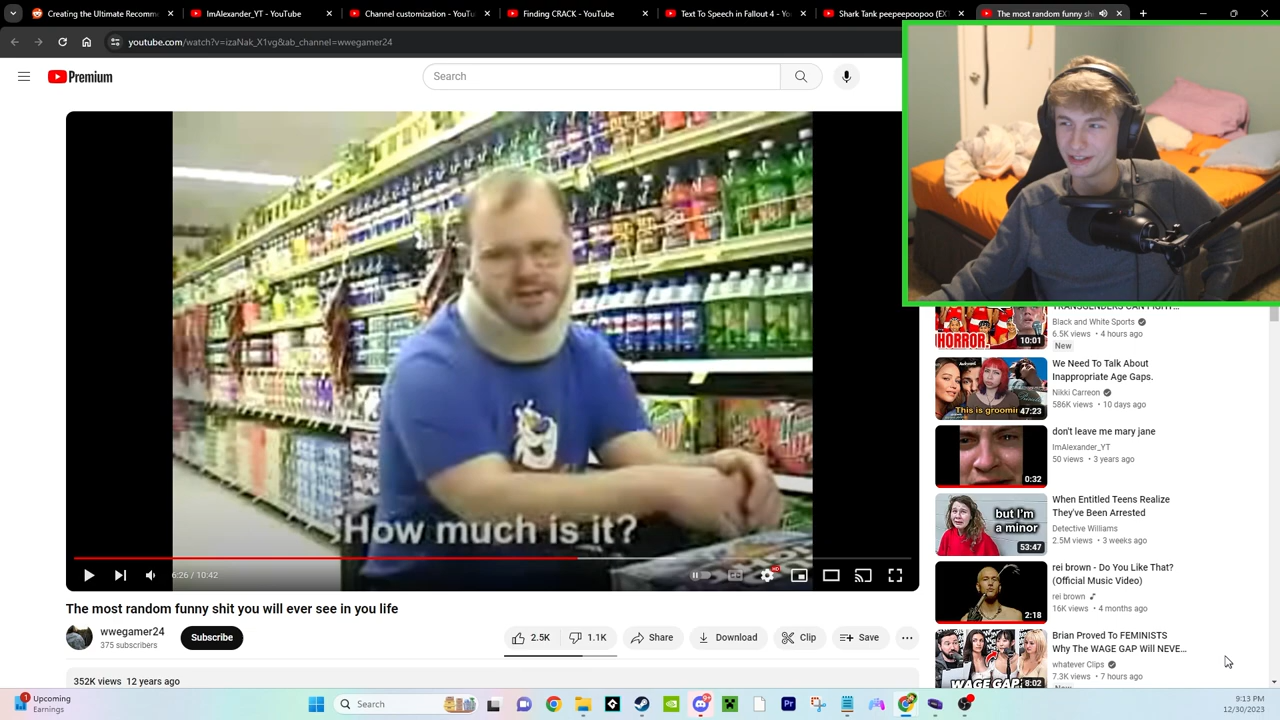 Creating the Ultimate Recomme
ImAlexander_YT - YouTube
Channel customization - YouTu
Finding CRACK - YouTube
Text To Speech in Fallout 4 - Yo
Shark Tank peepeopoo (EX
The most random funny shi
youtube.com/watch?v=izaNak_X1vg&ab_channel=wwegamer24
Premium
Search
How much is it?
6:26 / 10:42
HD
The most random funny shit you will ever see in you life
wwegamer24
375 subscribers
Subscribe
2.5K
1.1K
Share
Download
Clip
Save
352K views 12 years ago
HORROR
10:01
Black and White Sports
6.5K views • 4 hours ago
New
This is groomin
47:23
We Need To Talk About
Inappropriate Age Gaps.
Nikki Carreon
586K views • 10 days ago
0:32
don't leave me mary jane
ImAlexander_YT
50 views • 3 years ago
but I'm
a minor
53:47
When Entitled Teens Realize
They've Been Arrested
Detective Williams
2.5M views • 3 weeks ago
2:18
rei brown - Do You Like That?
(Official Music Video)
rei brown
16K views • 4 months ago
WAGE GAP
8:02
Brian Proved To FEMINISTS
Why The WAGE GAP Will NEVE...
whatever Clips
7.3K views • 7 hours ago
1
Upcoming
Earnings
Search
9:13 PM
12/30/2023